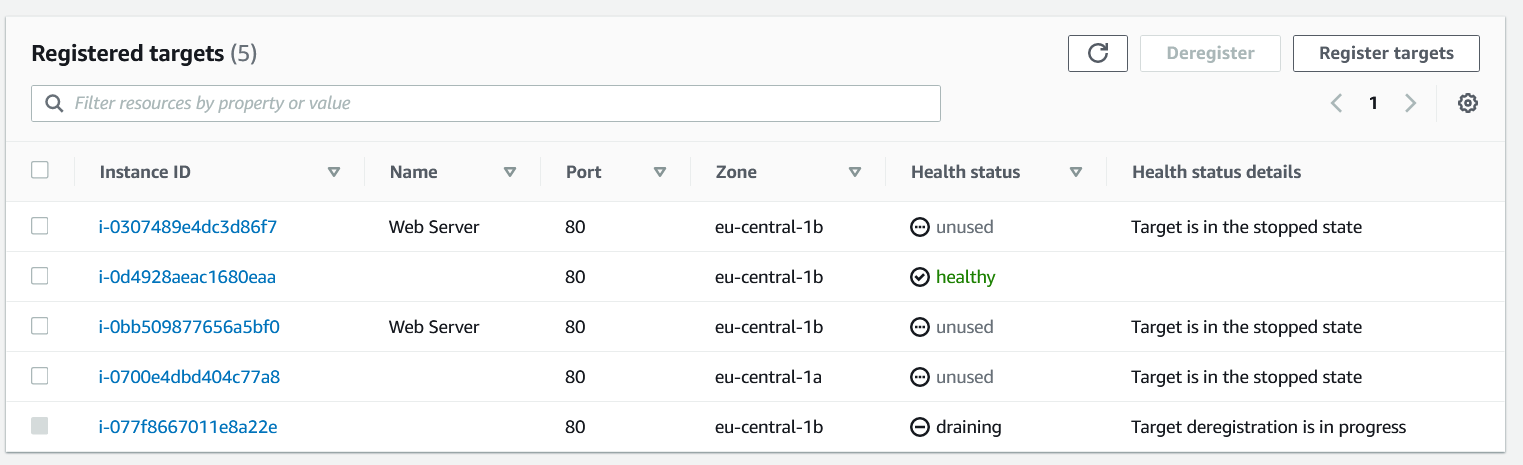 Registered targets (5)
Deregister
Register targets
Filter resources by property or value
1
Instance ID Name Port Zone Health status Health status details
i-0307489e4dc3d86f7 Web Server 80 eu-central-1b unused Target is in the stopped state
i-0d4928aeac1680eaa 80 eu-central-1b healthy
i-0bb509877656a5bf0 Web Server 80 eu-central-1b unused Target is in the stopped state
i-0700e4dbd404c77a8 80 eu-central-1a unused Target is in the stopped state
i-077f8667011e8a22e 80 eu-central-1b draining Target deregistration is in progress